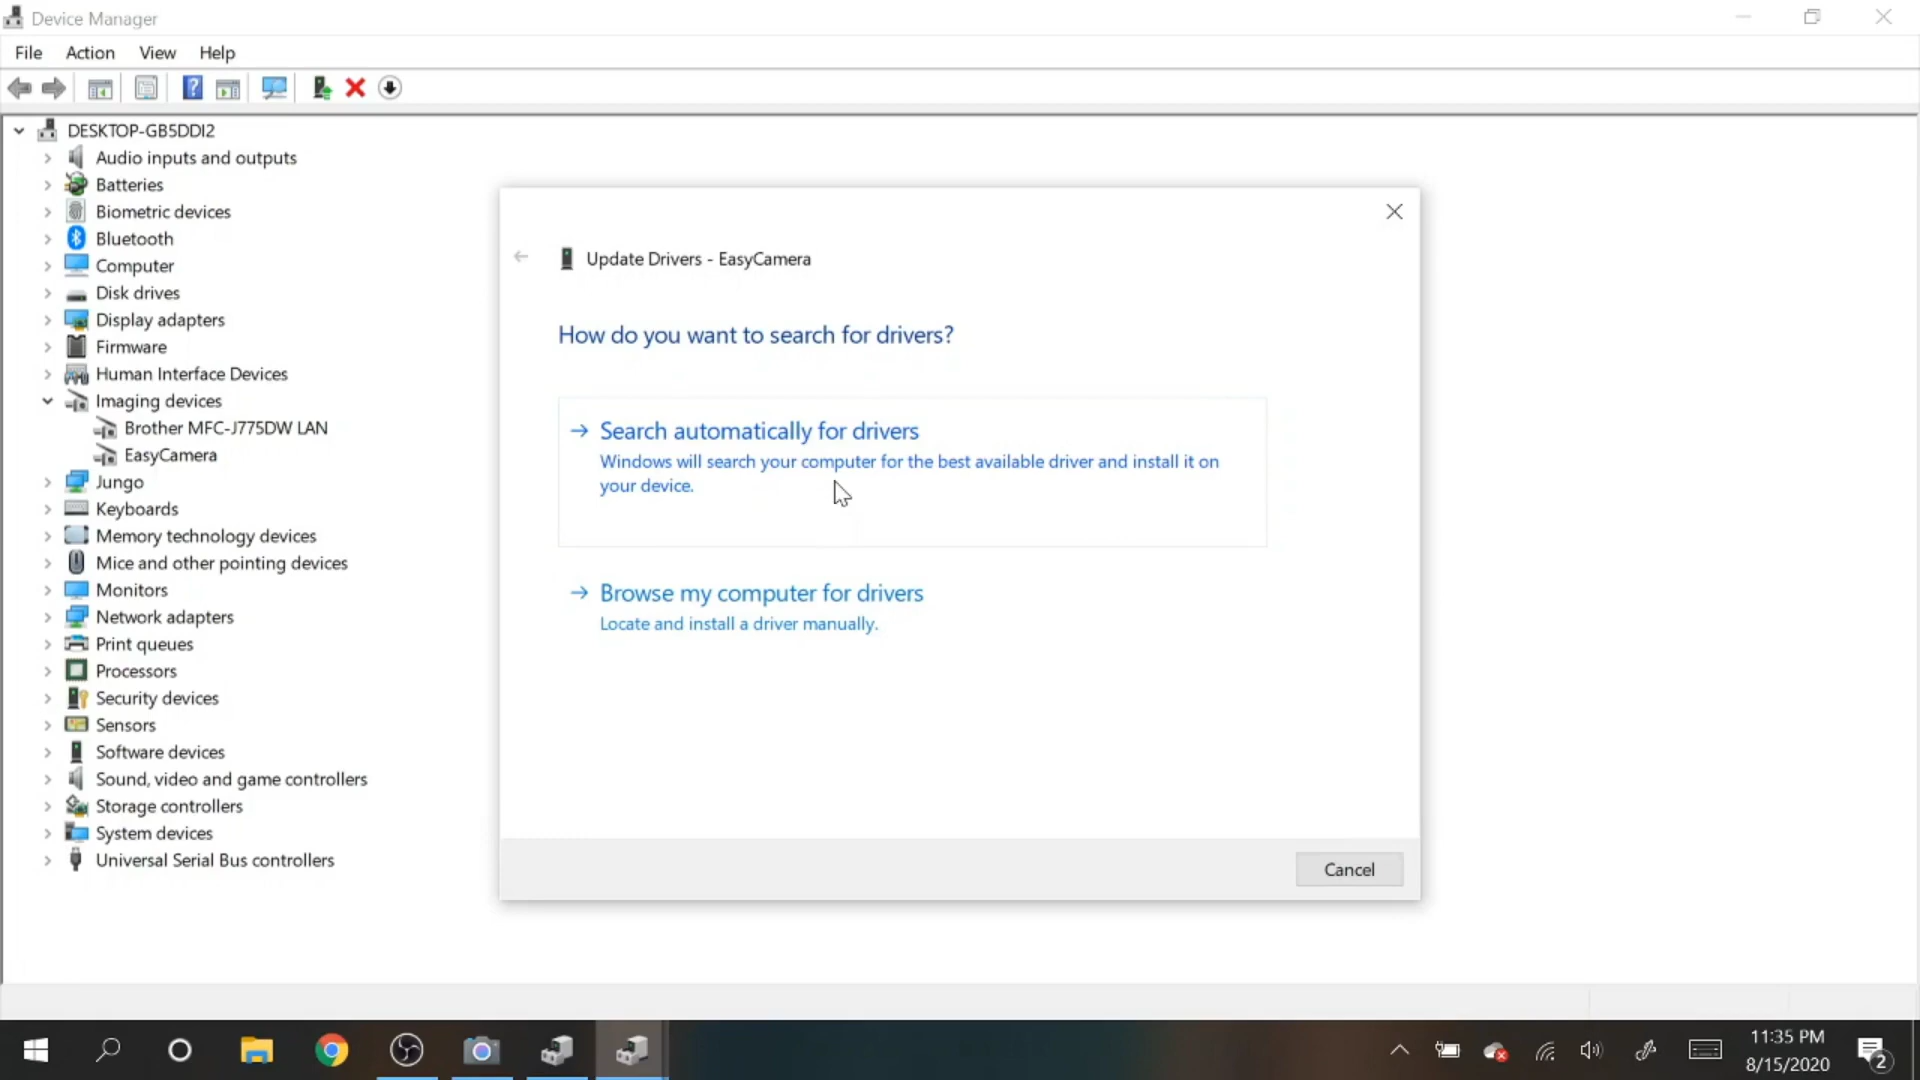 Device Manager
File Action View Help
DESKTOP-GB5DDI2
Audio inputs and outputs
Batteries
Biometric devices
Bluetooth
Computer
Disk drives
Display adapters
Firmware
Human Interface Devices
Imaging devices
Brother MFC-J775DW LAN
EasyCamera
Jungo
Keyboards
Memory technology devices
Mice and other pointing devices
Monitors
Network adapters
Print queues
Processors
Security devices
Sensors
Software devices
Sound, video and game controllers
Storage controllers
System devices
Universal Serial Bus controllers
Update Drivers - EasyCamera
How do you want to search for drivers?
Search automatically for drivers
Windows will search your computer for the best available driver and install it on
your device.
Browse my computer for drivers
Locate and install a driver manually.
Cancel
11:35 PM
8/15/2020
2